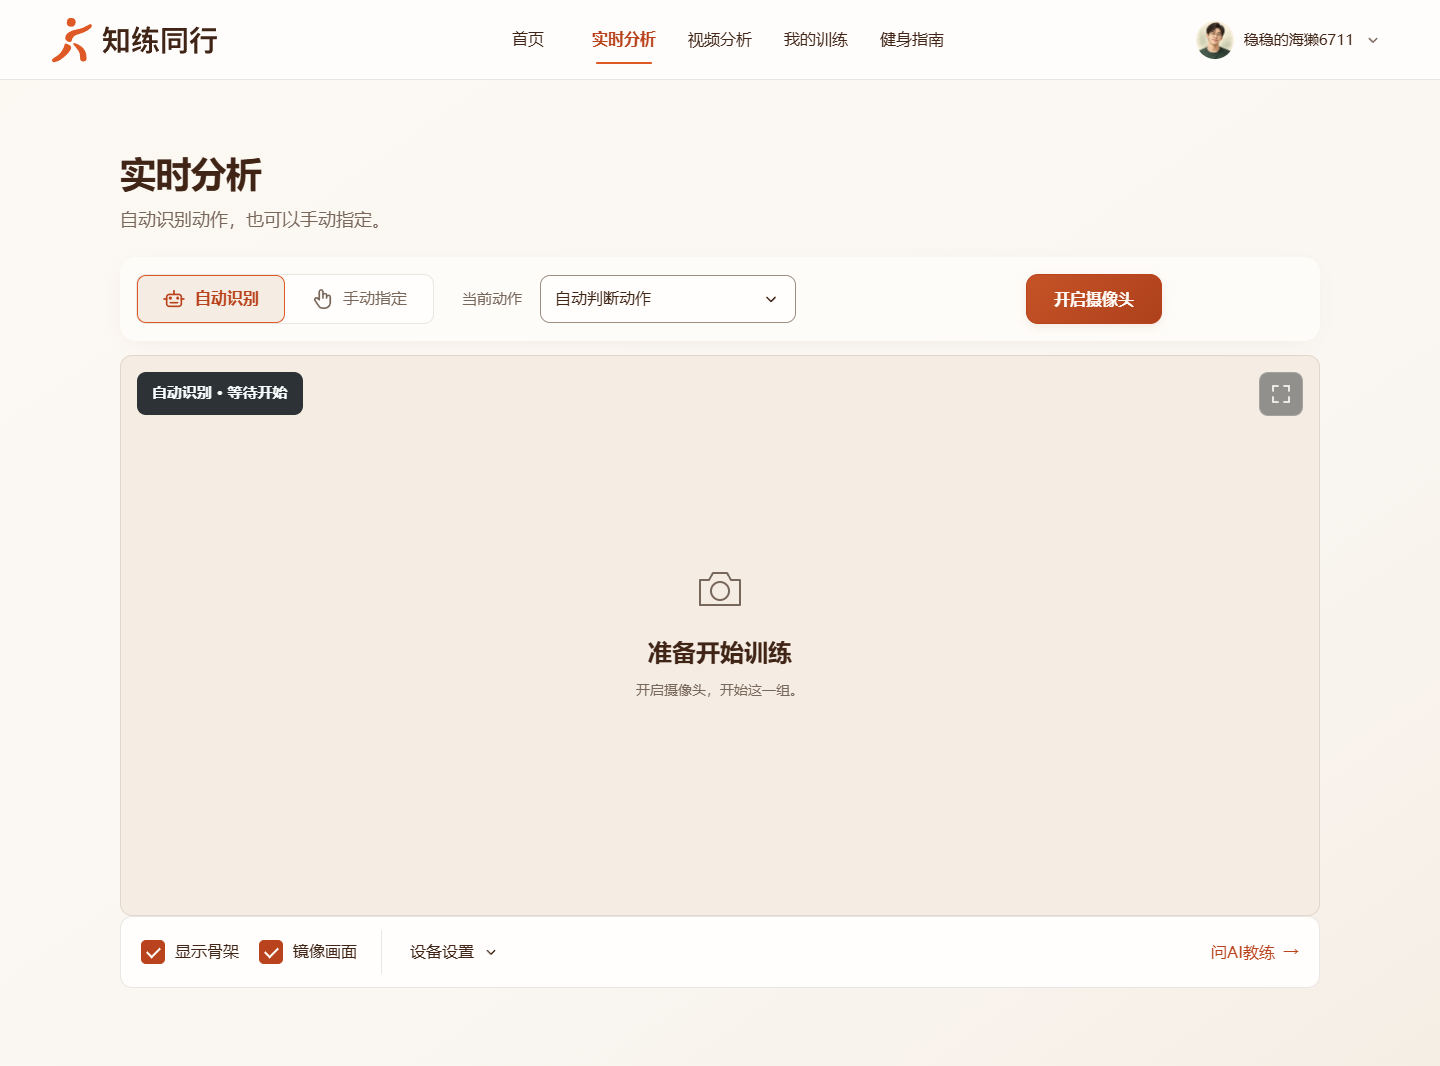 知练同行
首页
实时分析
视频分析
我的训练
健身指南
稳稳的海獭6711
实时分析
自动识别动作，也可以手动指定。
自动识别
手动指定
当前动作
自动判断动作
开启摄像头
自动识别 • 等待开始
准备开始训练
开启摄像头，开始这一组。
显示骨架
镜像画面
设备设置
问AI教练 →